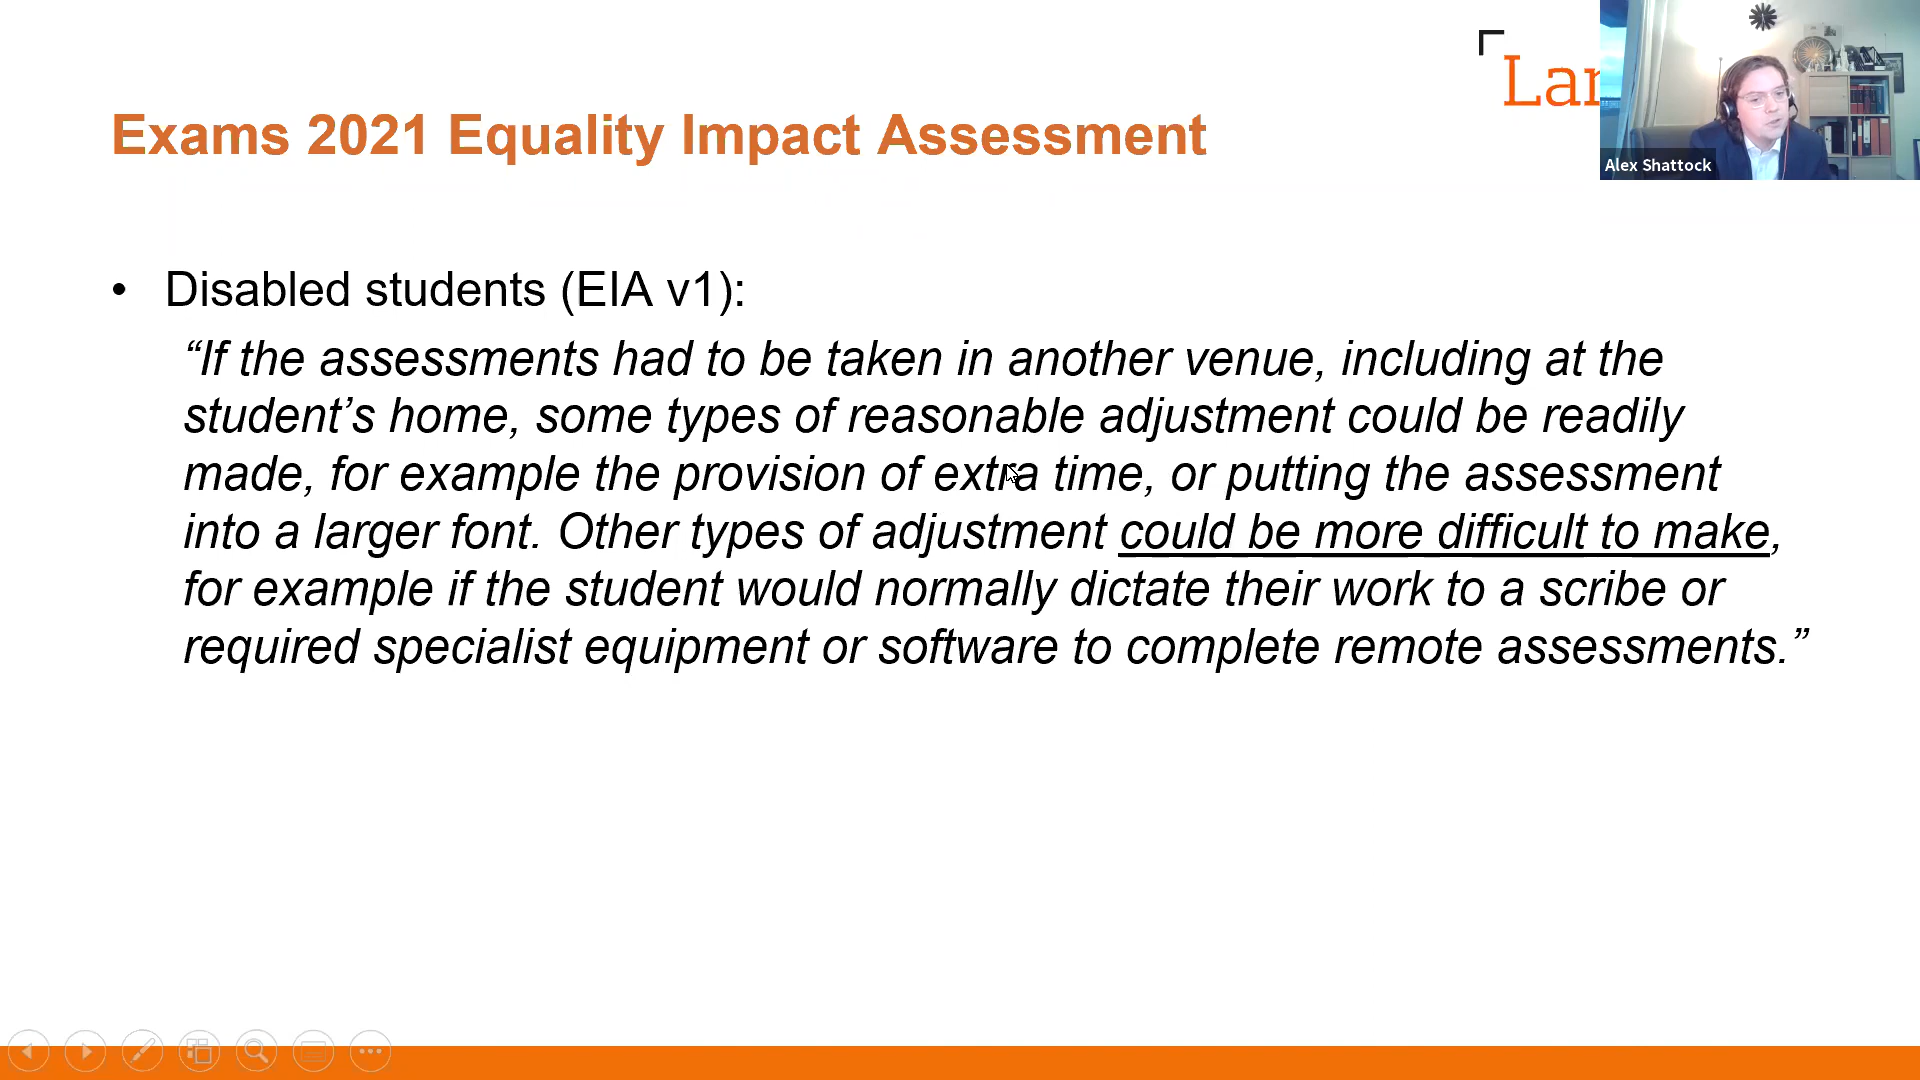 Lan
Alex Shattock
Exams 2021 Equality Impact Assessment
• Disabled students (EIA v1):
“If the assessments had to be taken in another venue, including at the
student’s home, some types of reasonable adjustment could be readily
made, for example the provision of extra time, or putting the assessment
into a larger font. Other types of adjustment could be more difficult to make,
for example if the student would normally dictate their work to a scribe or
required specialist equipment or software to complete remote assessments.”